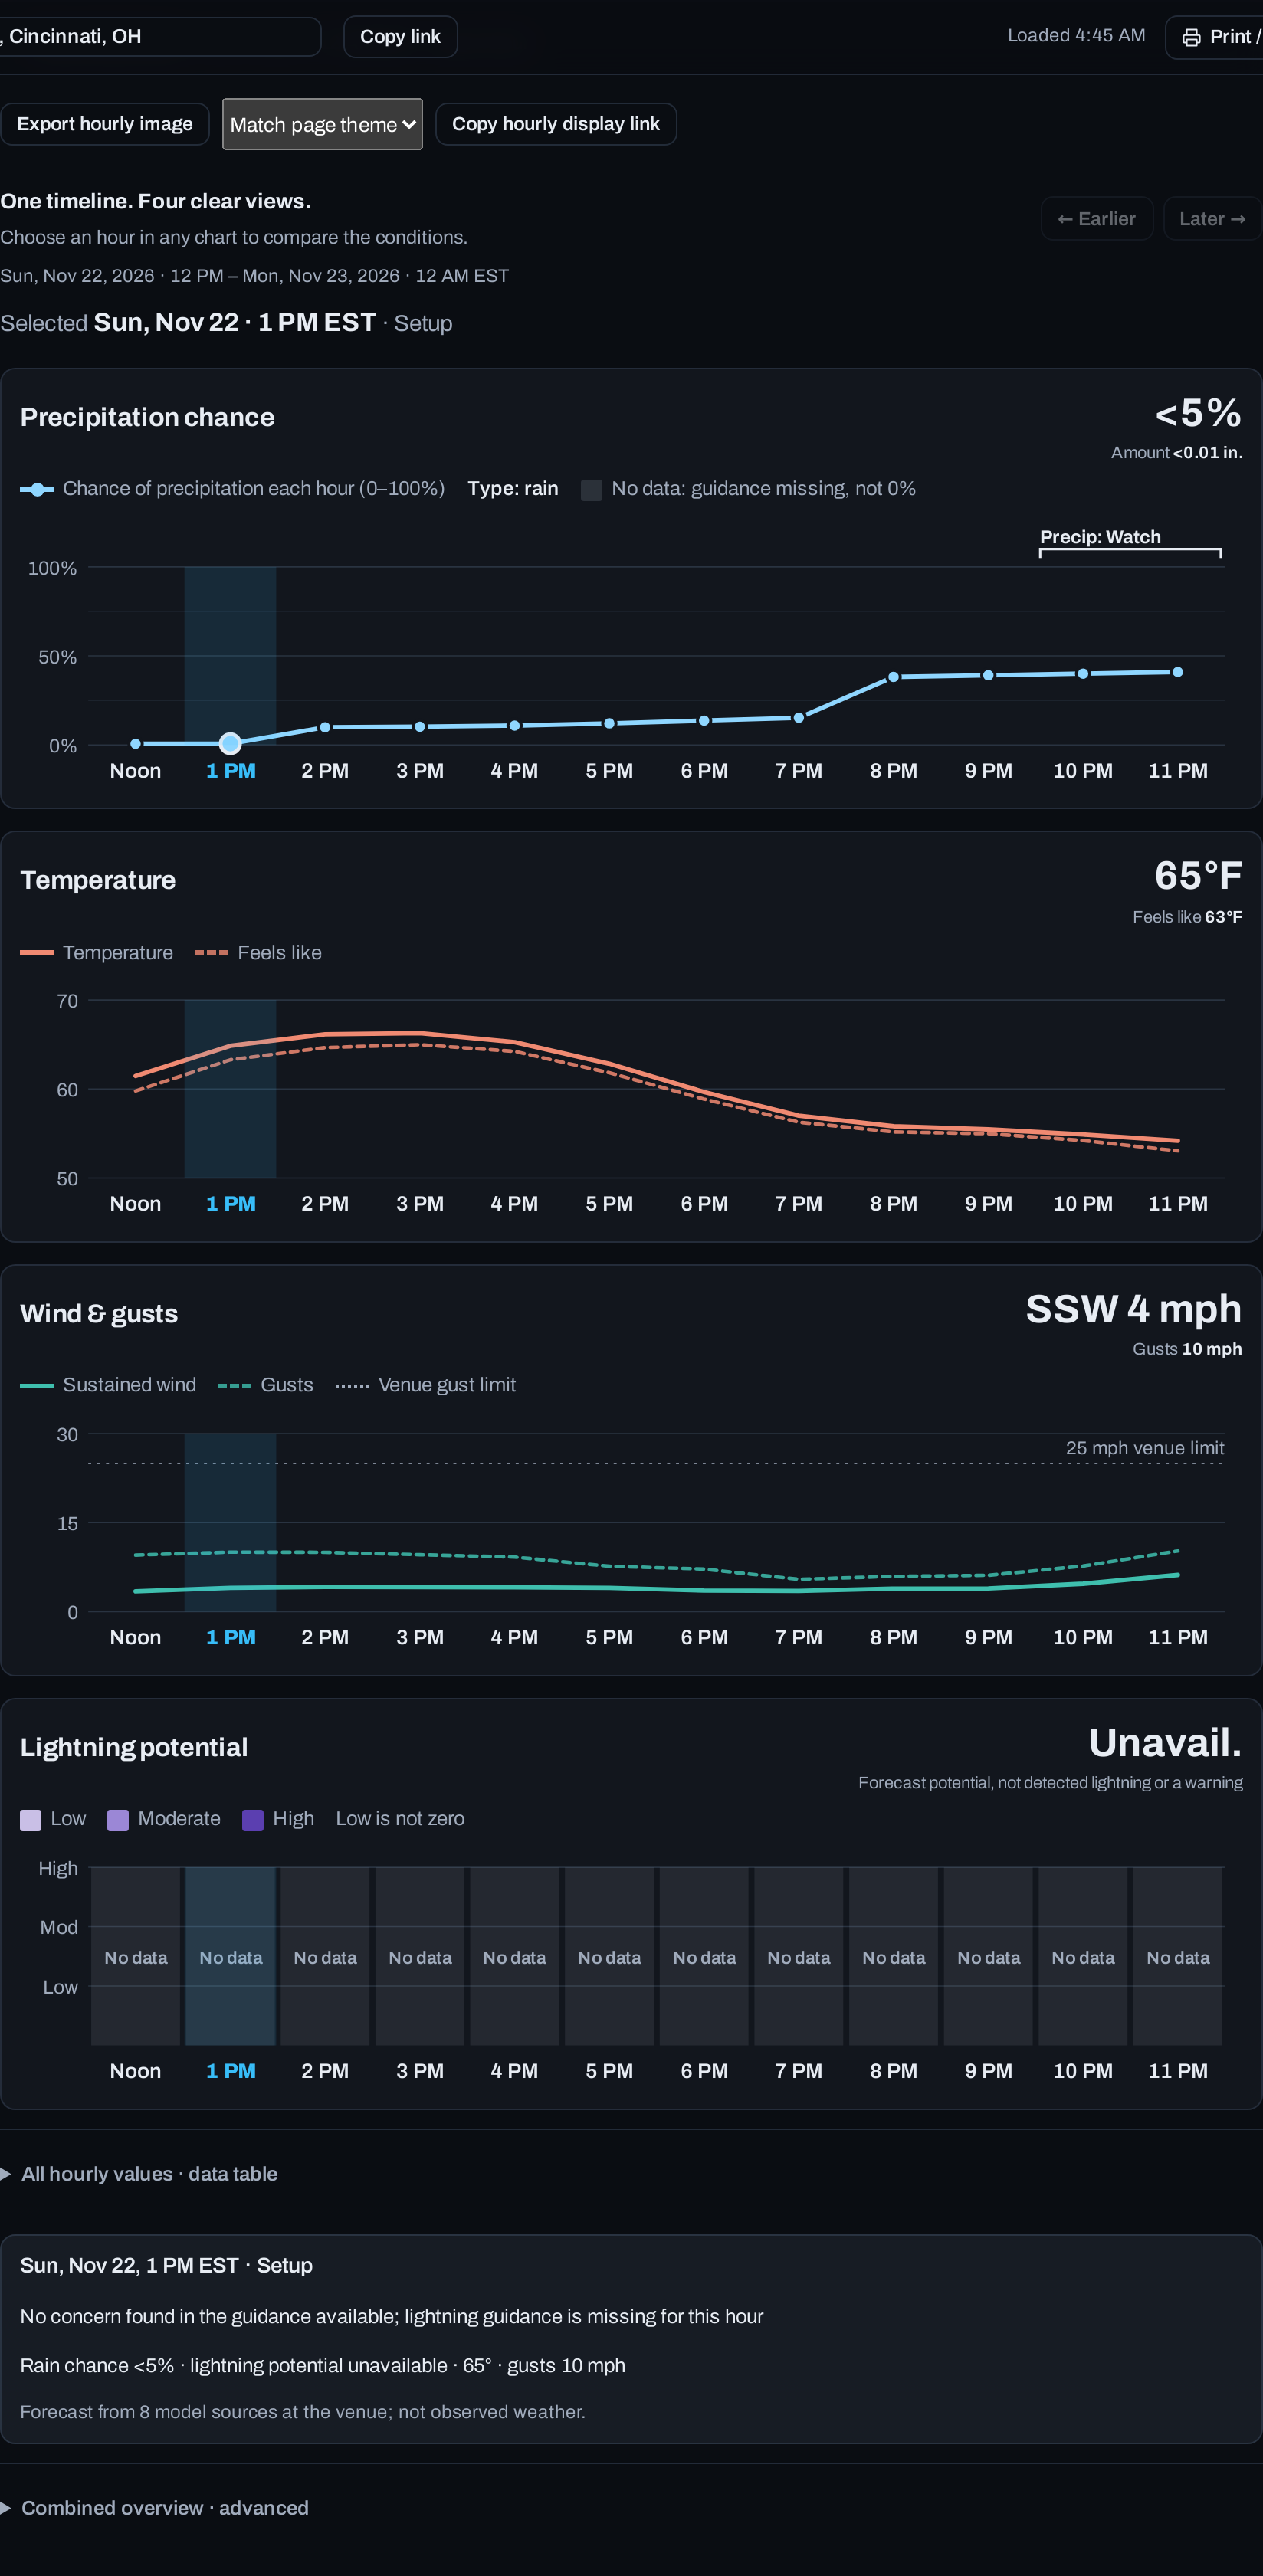 , Cincinnati, OH
Copy link
Loaded 4:45 AM
Print /
Export hourly image
Match page theme
Copy hourly display link
One timeline. Four clear views.
Choose an hour in any chart to compare the conditions.
← Earlier
Later →
Sun, Nov 22, 2026 · 12 PM – Mon, Nov 23, 2026 · 12 AM EST
Selected Sun, Nov 22 · 1 PM EST · Setup
Precipitation chance
<5%
Amount <0.01 in.
Chance of precipitation each hour (0–100%)
Type: rain
No data: guidance missing, not 0%
Precip: Watch
100%
50%
0%
Noon 1 PM 2 PM 3 PM 4 PM 5 PM 6 PM 7 PM 8 PM 9 PM 10 PM 11 PM
Temperature
65°F
Feels like 63°F
Temperature
Feels like
70
60
50
Noon 1 PM 2 PM 3 PM 4 PM 5 PM 6 PM 7 PM 8 PM 9 PM 10 PM 11 PM
Wind & gusts
SSW 4 mph
Gusts 10 mph
Sustained wind
Gusts
Venue gust limit
30
25 mph venue limit
15
0
Noon 1 PM 2 PM 3 PM 4 PM 5 PM 6 PM 7 PM 8 PM 9 PM 10 PM 11 PM
Lightning potential
Unavail.
Forecast potential, not detected lightning or a warning
Low
Moderate
High
Low is not zero
High
Mod
No data No data No data No data No data No data No data No data No data No data No data No data
Low
Noon 1 PM 2 PM 3 PM 4 PM 5 PM 6 PM 7 PM 8 PM 9 PM 10 PM 11 PM
All hourly values · data table
Sun, Nov 22, 1 PM EST · Setup
No concern found in the guidance available; lightning guidance is missing for this hour
Rain chance <5% · lightning potential unavailable · 65° · gusts 10 mph
Forecast from 8 model sources at the venue; not observed weather.
Combined overview · advanced